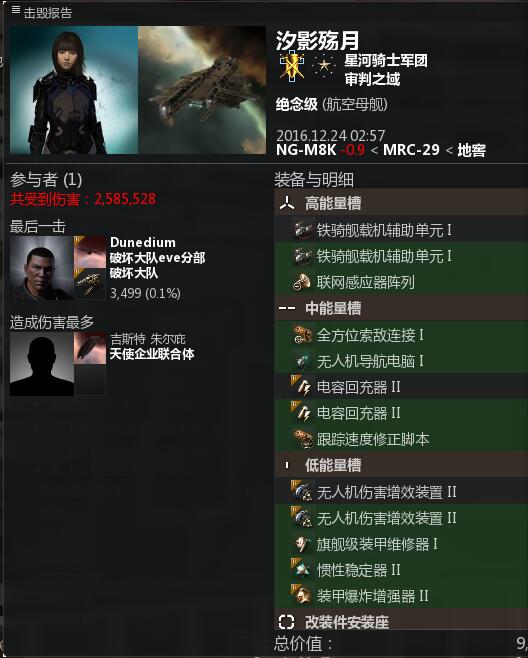 击毁报告
汐影殇月
星河骑士军团
审判之域
绝念级 (航空母舰)
2016.12.24 02:57
NG-M8K -0.9 < MRC-29 < 地窖
参与者 (1)
共受到伤害：2,585,528
最后一击
Dunedium
破坏大队eve分部
破坏大队
3,499 (0.1%)
造成伤害最多
吉斯特 朱尔庇
天使企业联合体
装备与明细
高能量槽
铁骑舰载机辅助单元 I
铁骑舰载机辅助单元 I
联网感应器阵列
中能量槽
全方位索敌连接 I
无人机导航电脑 I
电容回充器 II
电容回充器 II
跟踪速度修正脚本
低能量槽
无人机伤害增效装置 II
无人机伤害增效装置 II
旗舰级装甲维修器 I
惯性稳定器 II
装甲爆炸增强器 II
改装件安装座
总价值： 9,